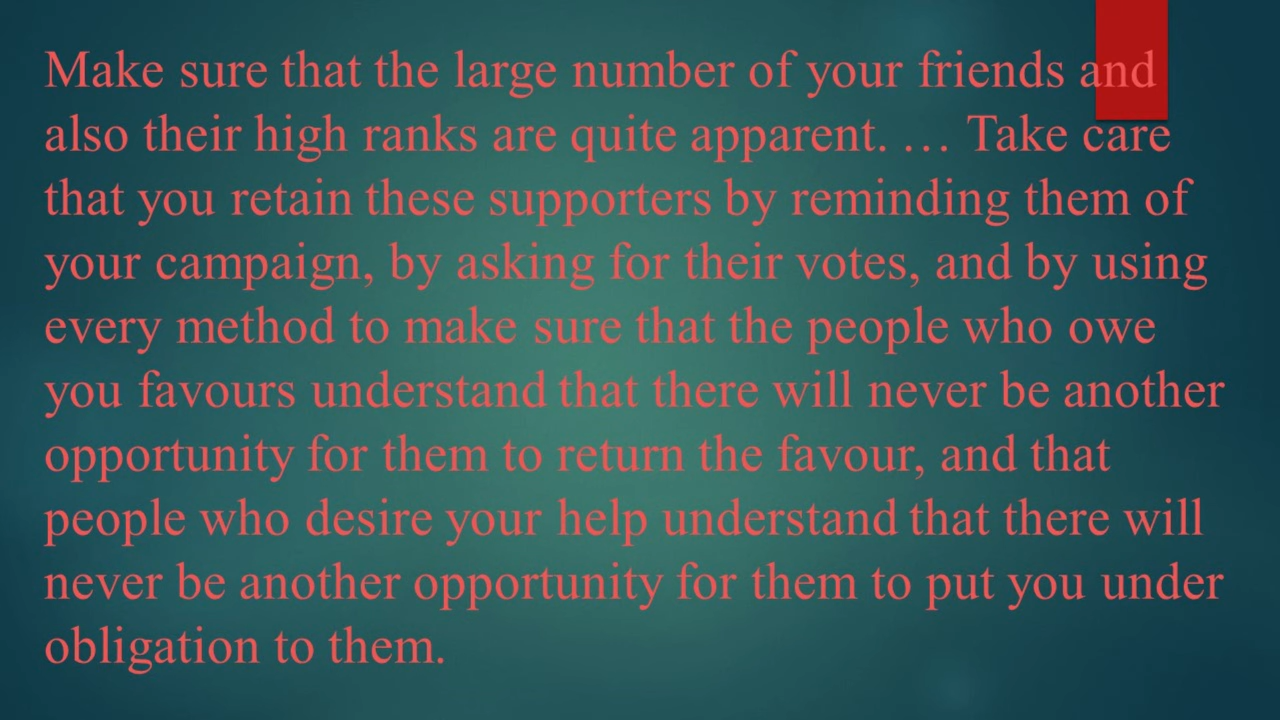 Make sure that the large number of your friends and
also their high ranks are quite apparent. … Take care
that you retain these supporters by reminding them of
your campaign, by asking for their votes, and by using
every method to make sure that the people who owe
you favours understand that there will never be another
opportunity for them to return the favour, and that
people who desire your help understand that there will
never be another opportunity for them to put you under
obligation to them.